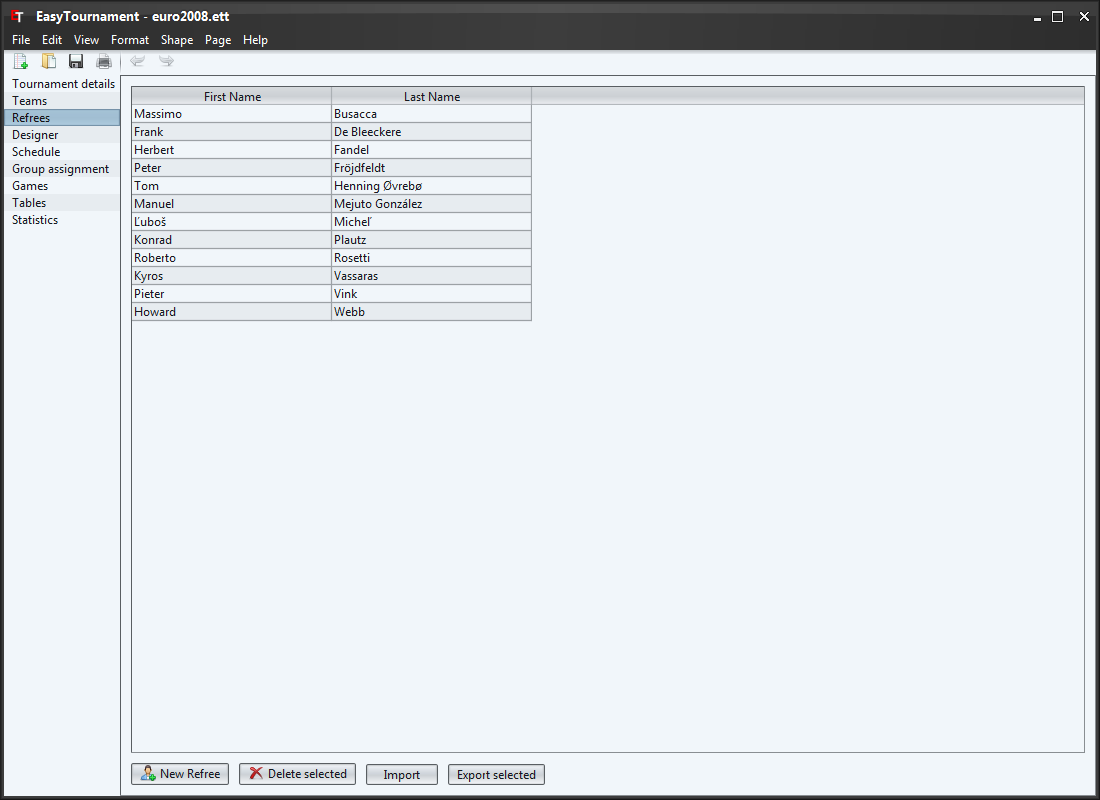 EasyTournament - euro2008.ett
File Edit View Format Shape Page Help
Tournament details
Teams
Refrees
Designer
Schedule
Group assignment
Games
Tables
Statistics
First Name Last Name
Massimo Busacca
Frank De Bleeckere
Herbert Fandel
Peter Fröjdfeldt
Tom Henning Øvrebø
Manuel Mejuto González
Ľuboš Micheľ
Konrad Plautz
Roberto Rosetti
Kyros Vassaras
Pieter Vink
Howard Webb
New Refree Delete selected Import Export selected